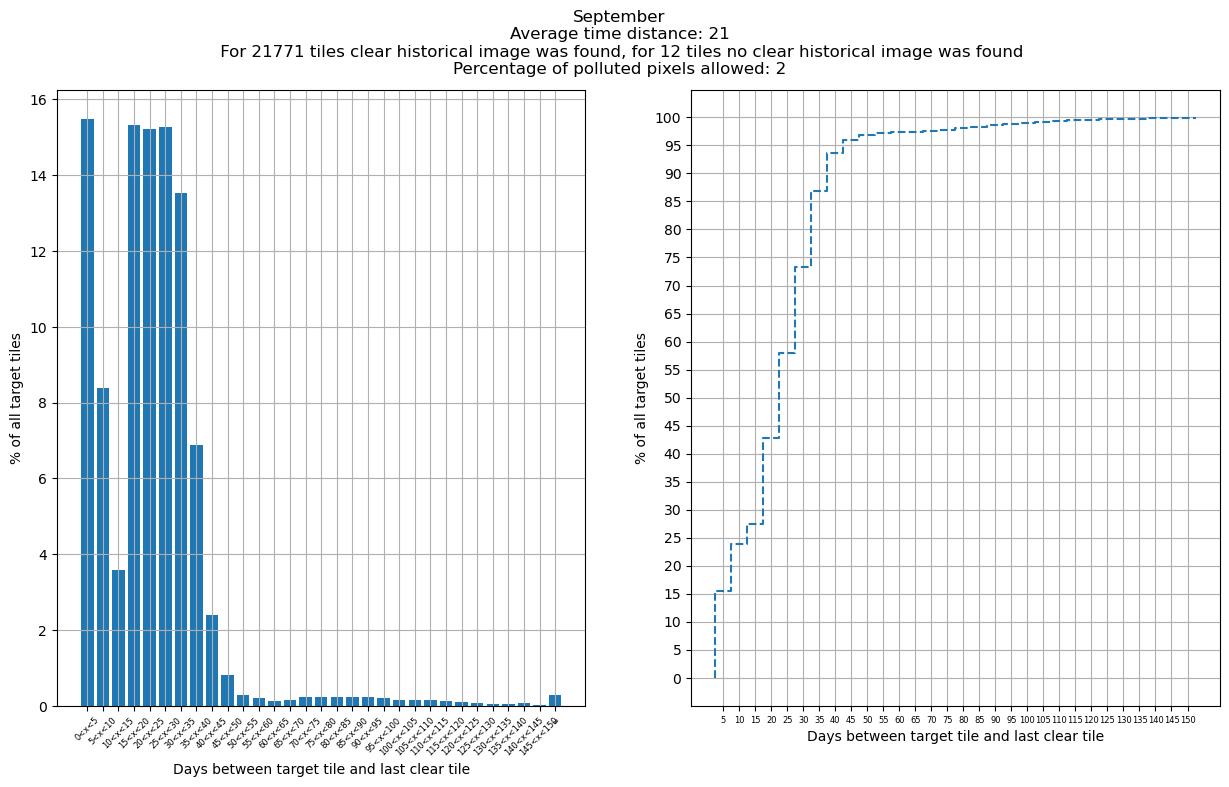 September
Average time distance: 21
For 21771 tiles clear historical image was found, for 12 tiles no clear historical image was found
Percentage of polluted pixels allowed: 2
16
14
12
10
8
6
4
2
0
% of all target tiles
0<x<5
5<x<10
10<x<15
15<x<20
20<x<25
25<x<30
30<x<35
35<x<40
40<x<45
45<x<50
50<x<55
55<x<60
60<x<65
65<x<70
70<x<75
75<x<80
80<x<85
85<x<90
90<x<95
95<x<100
100<x<105
105<x<110
110<x<115
115<x<120
120<x<125
125<x<130
130<x<135
135<x<140
140<x<145
145<x<150
Days between target tile and last clear tile
100
95
90
85
80
75
70
65
60
55
50
45
40
35
30
25
20
15
10
5
0
% of all target tiles
5 10 15 20 25 30 35 40 45 50 55 60 65 70 75 80 85 90 95 100 105 110 115 120 125 130 135 140 145 150
Days between target tile and last clear tile